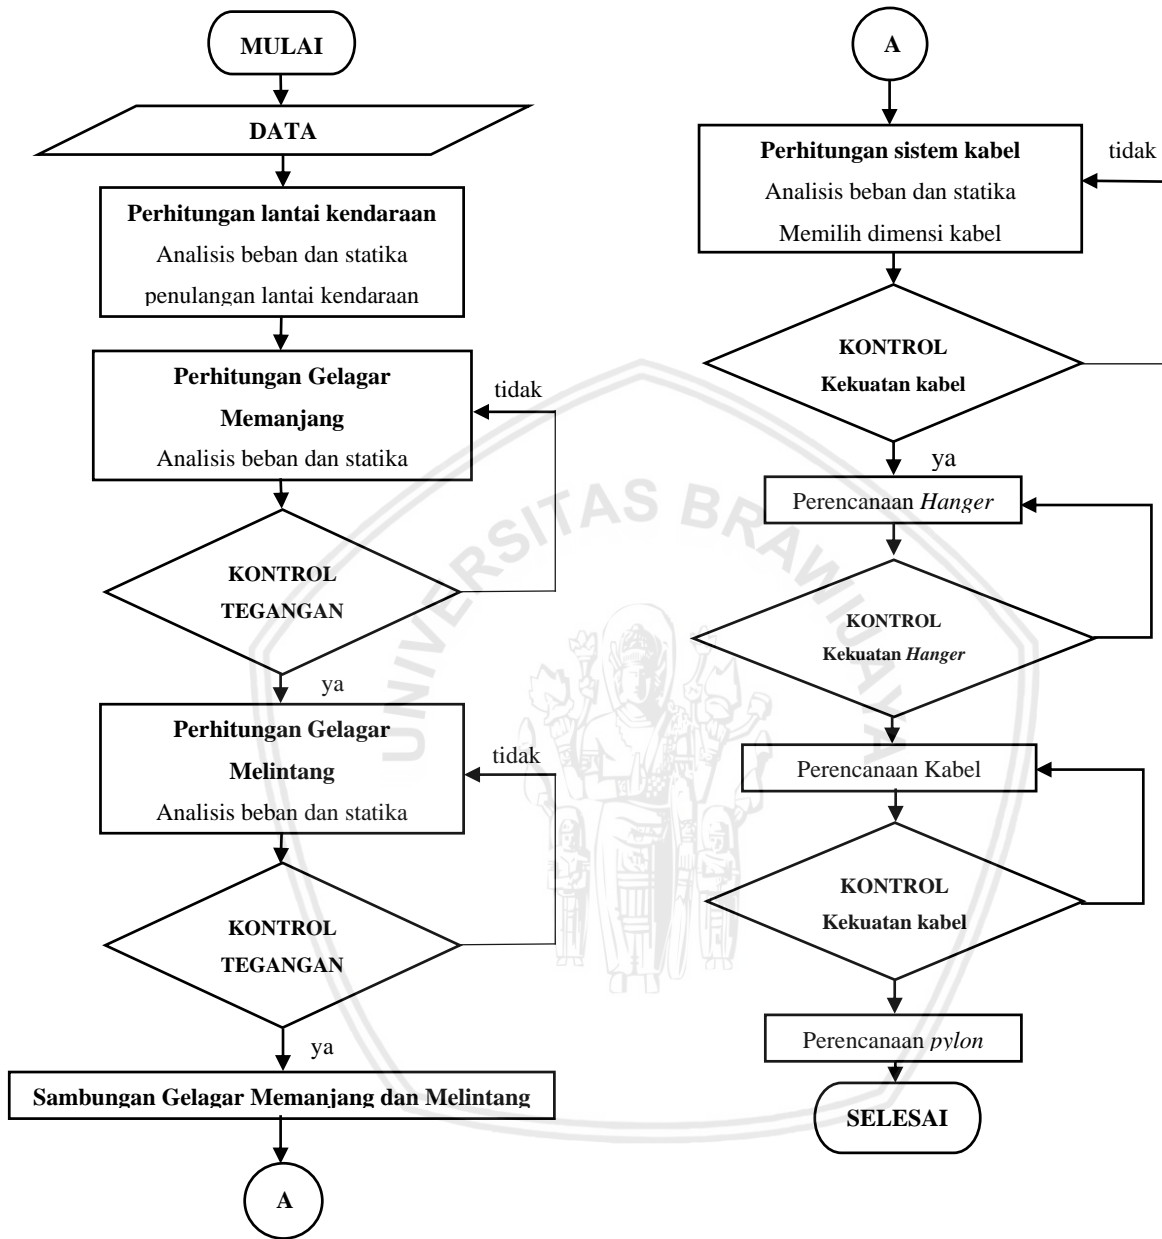 MULAI
DATA
Perhitungan lantai kendaraan
Analisis beban dan statika
penulangan lantai kendaraan
Perhitungan Gelagar
Memanjang
Analisis beban dan statika
tidak
KONTROL
TEGANGAN
ya
Perhitungan Gelagar
Melintang
Analisis beban dan statika
tidak
KONTROL
TEGANGAN
ya
Sambungan Gelagar Memanjang dan Melintang
A
A
Perhitungan sistem kabel
Analisis beban dan statika
Memilih dimensi kabel
tidak
KONTROL
Kekuatan kabel
ya
Perencanaan Hanger
KONTROL
Kekuatan Hanger
Perencanaan Kabel
KONTROL
Kekuatan kabel
Perencanaan pylon
SELESAI
UNIVERSITAS BRAWIJAYA